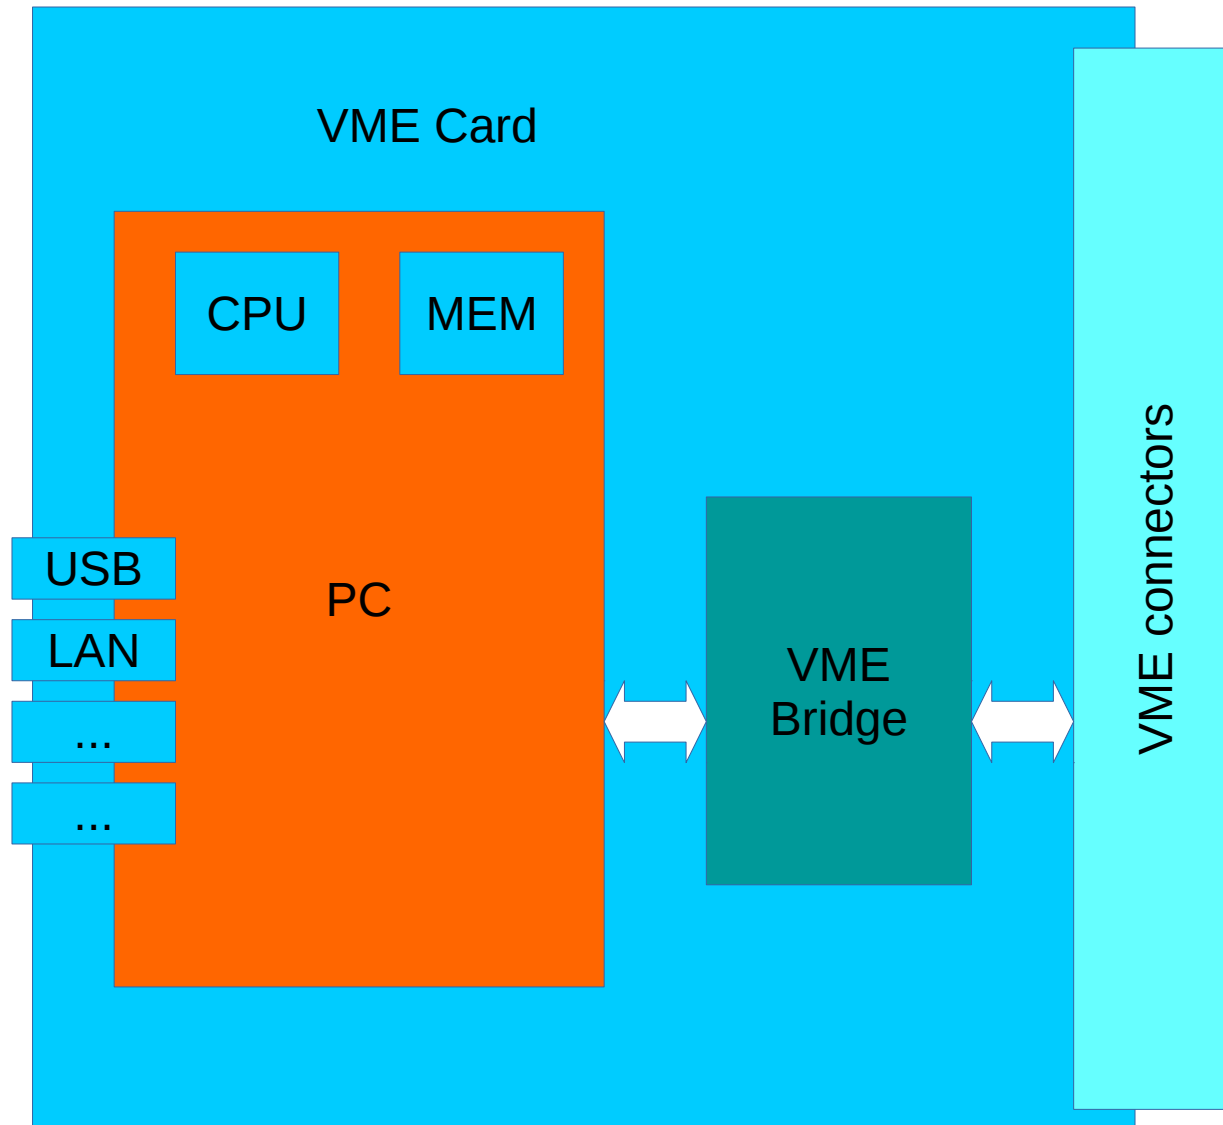 VME Card
CPU
MEM
USB
LAN
...
...
PC
VME
Bridge
VME connectors